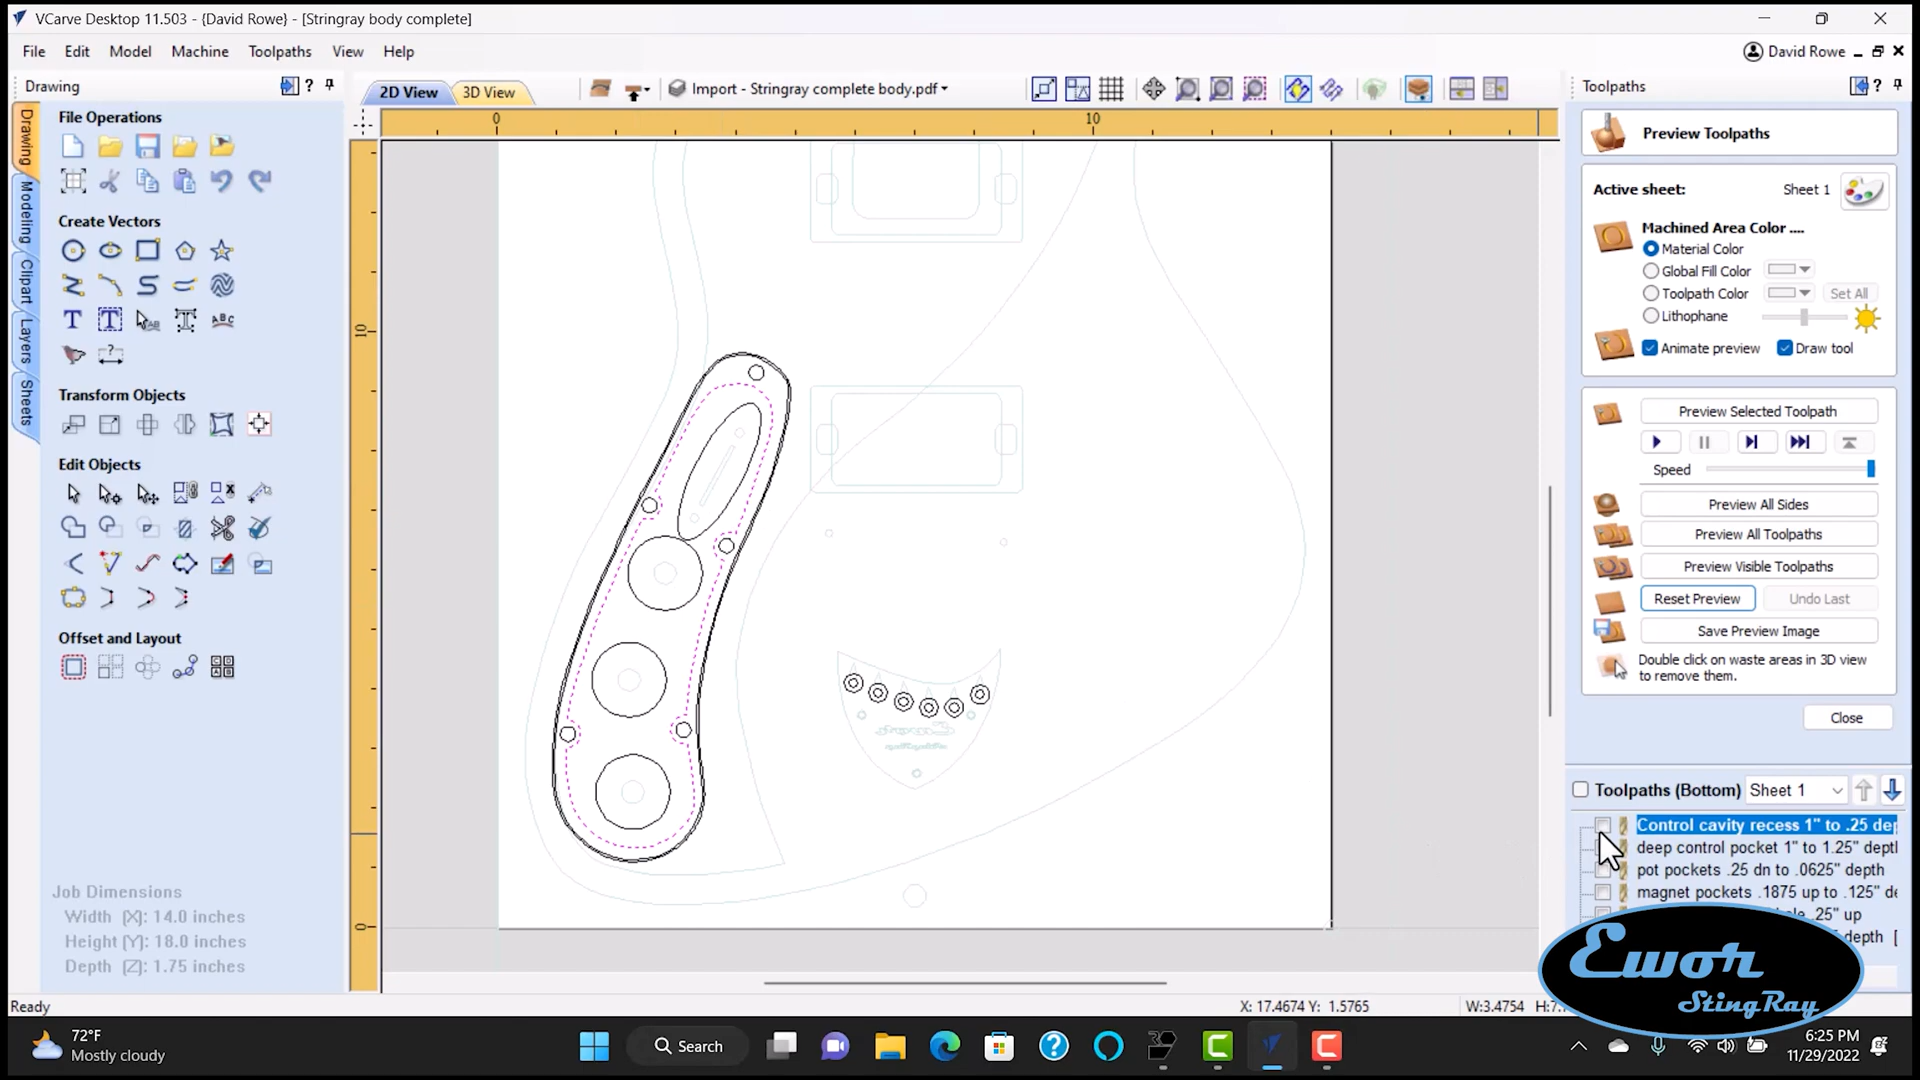 VCarve Desktop 11.503 - {David Rowe} - [Stringray body complete]
File Edit Model Machine Toolpaths View Help
David Rowe
Drawing
2D View
3D View
Import - Stringray complete body.pdf
Toolpaths
Drawing
Modeling
Clipart
Layers
Sheets
File Operations
Create Vectors
Transform Objects
Edit Objects
Offset and Layout
Job Dimensions
Width (X): 14.0 inches
Height (Y): 18.0 inches
Depth (Z): 1.75 inches
0
10
10
0
Preview Toolpaths
Active sheet: Sheet 1
Machined Area Color ....
Material Color
Global Fill Color
Toolpath Color
Set All
Lithophane
Animate preview
Draw tool
Preview Selected Toolpath
Speed
Preview All Sides
Preview All Toolpaths
Preview Visible Toolpaths
Reset Preview
Undo Last
Save Preview Image
Double click on waste areas in 3D view
to remove them.
Close
Toolpaths (Bottom)
Sheet 1
Control cavity recess 1" to .25 dep
deep control pocket 1" to 1.25" depth
pot pockets .25 dn to .0625" depth
magnet pockets .1875 up to .125" de
.25" up
depth [
Ewor
StingRay
Ready
X: 17.4674 Y: 1.5765
W:3.4754 H:7.
72°F
Mostly cloudy
Search
6:25 PM
11/29/2022